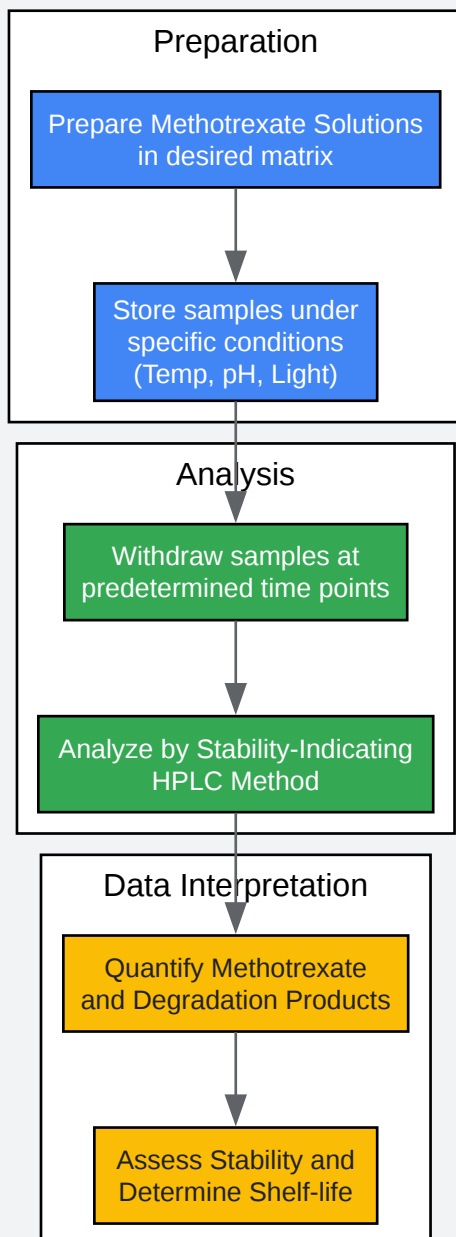 Preparation
Prepare Methotrexate Solutions
in desired matrix
Store samples under
specific conditions
(Temp, pH, Light)
Analysis
Withdraw samples at
predetermined time points
Analyze by Stability-Indicating
HPLC Method
Data Interpretation
Quantify Methotrexate
and Degradation Products
Assess Stability and
Determine Shelf-life